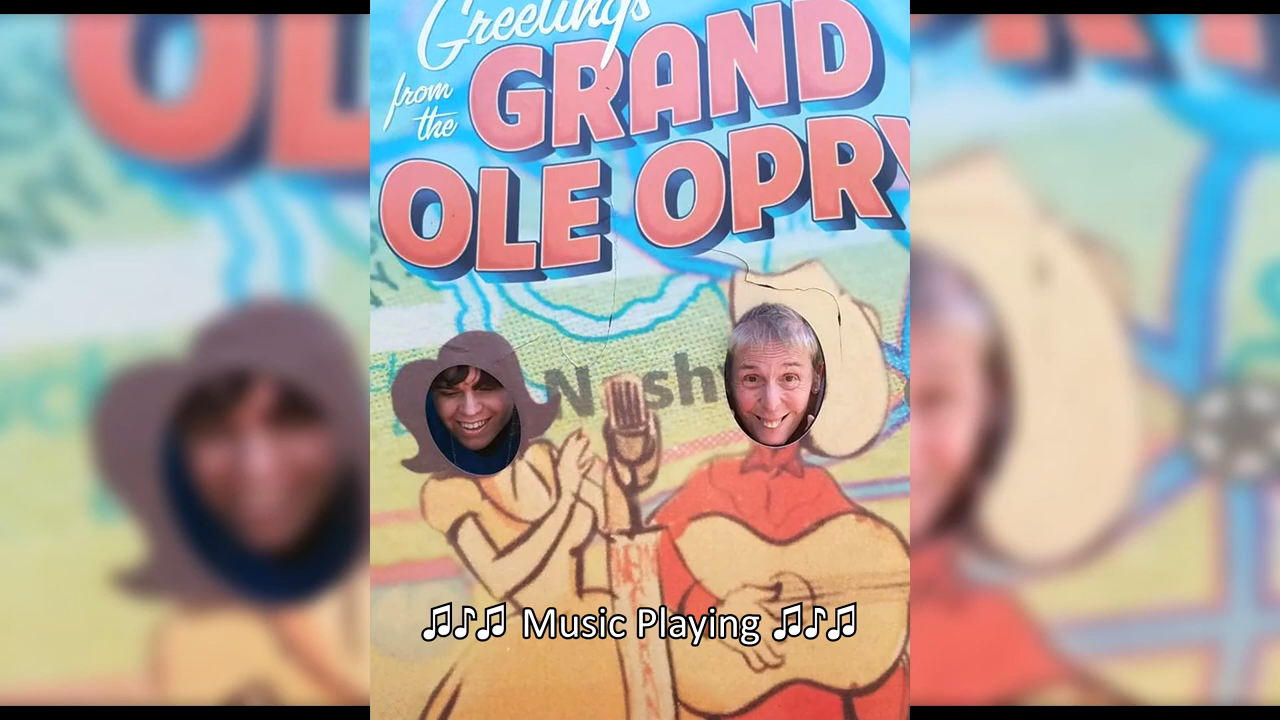 Greetings
from
the
GRAND
OLE OPRY
Nash
♫♪♫ Music Playing ♫♪♫